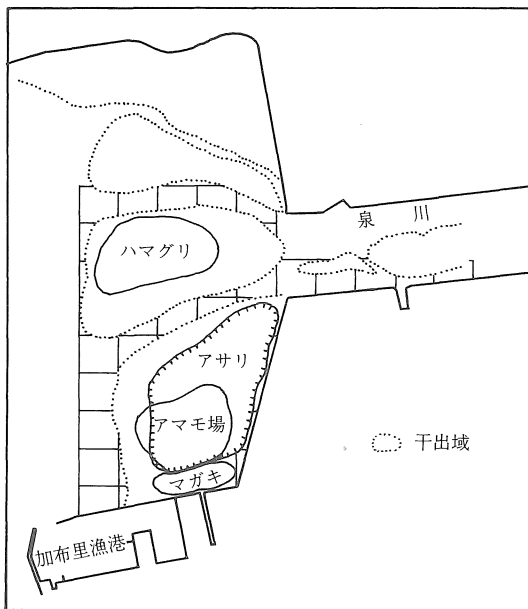 泉川
ハマグリ
アサリ
アマモ場
干出域
マガキ
加布里漁港